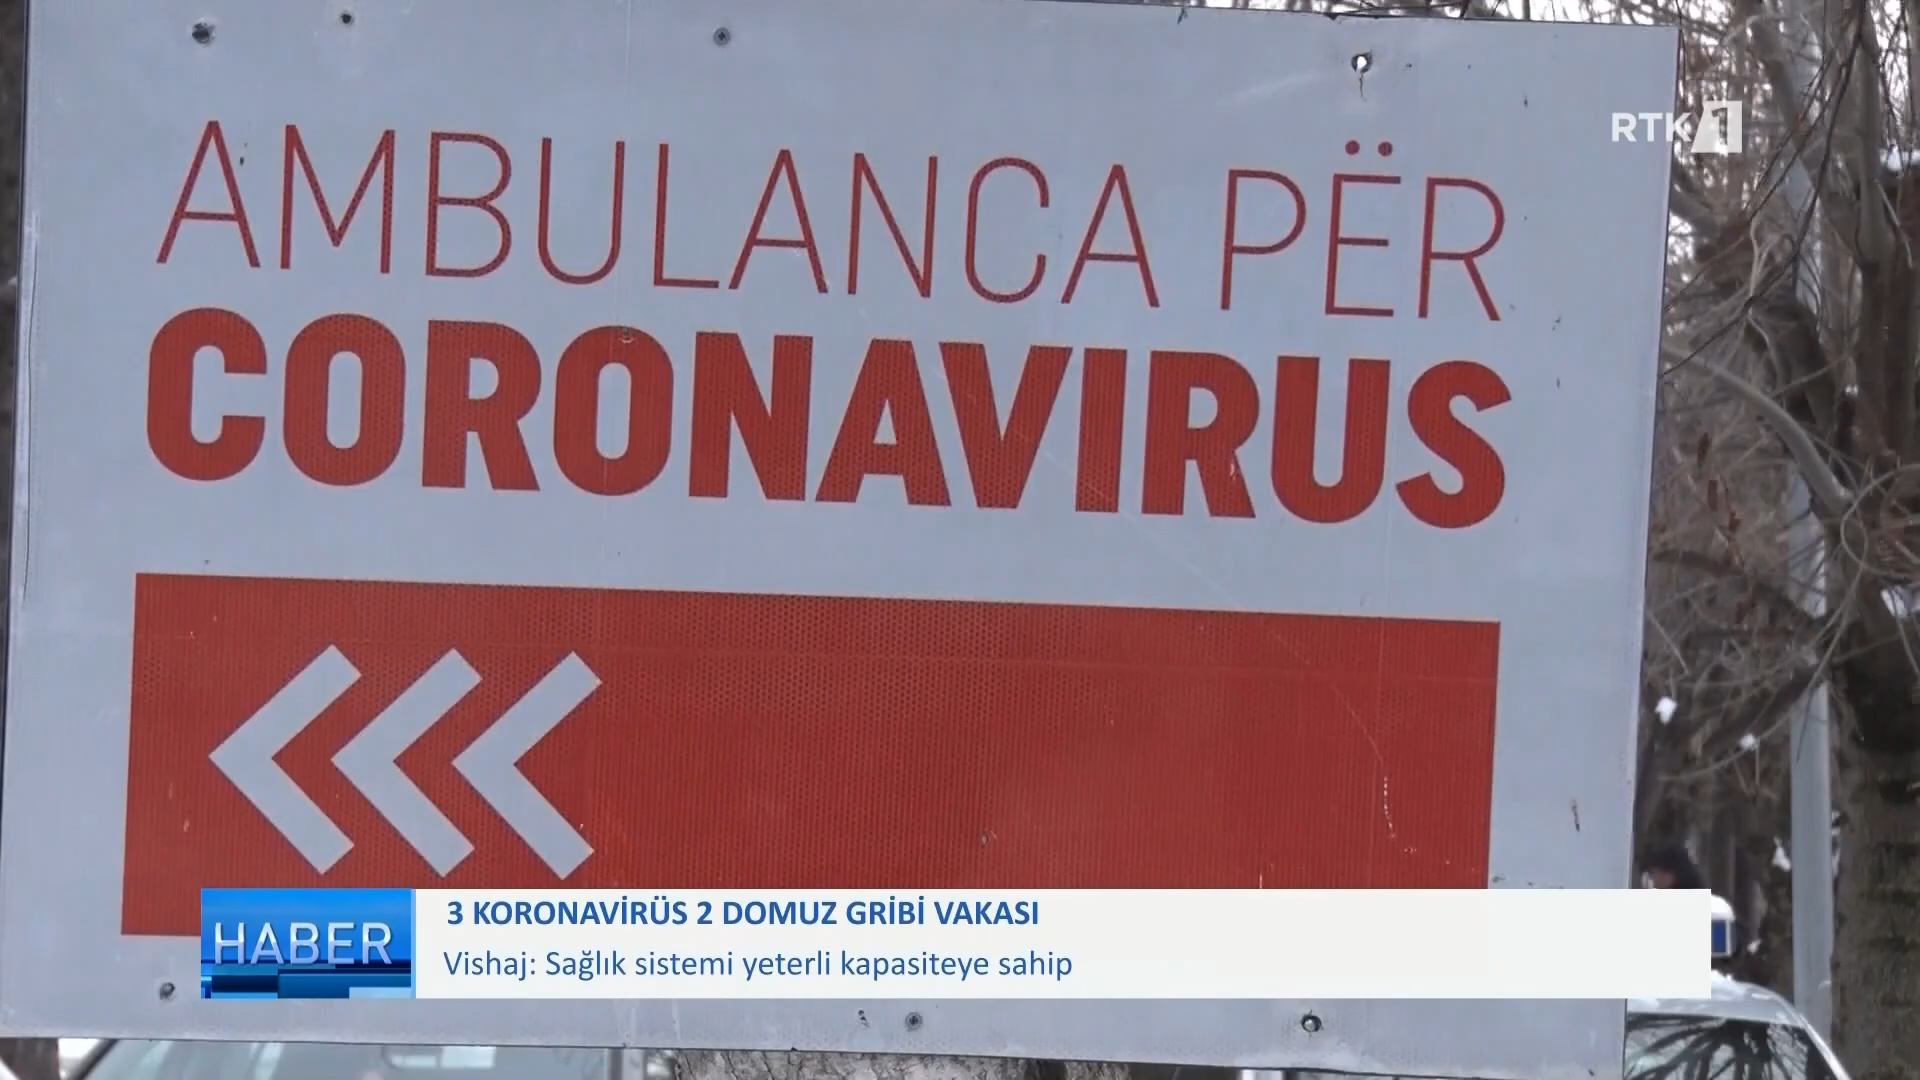 RTK 1
AMBULANCA PËR
CORONAVIRUS
HABER
3 KORONAVİRÜS 2 DOMUZ GRİBİ VAKASI
Vishaj: Sağlık sistemi yeterli kapasiteye sahip